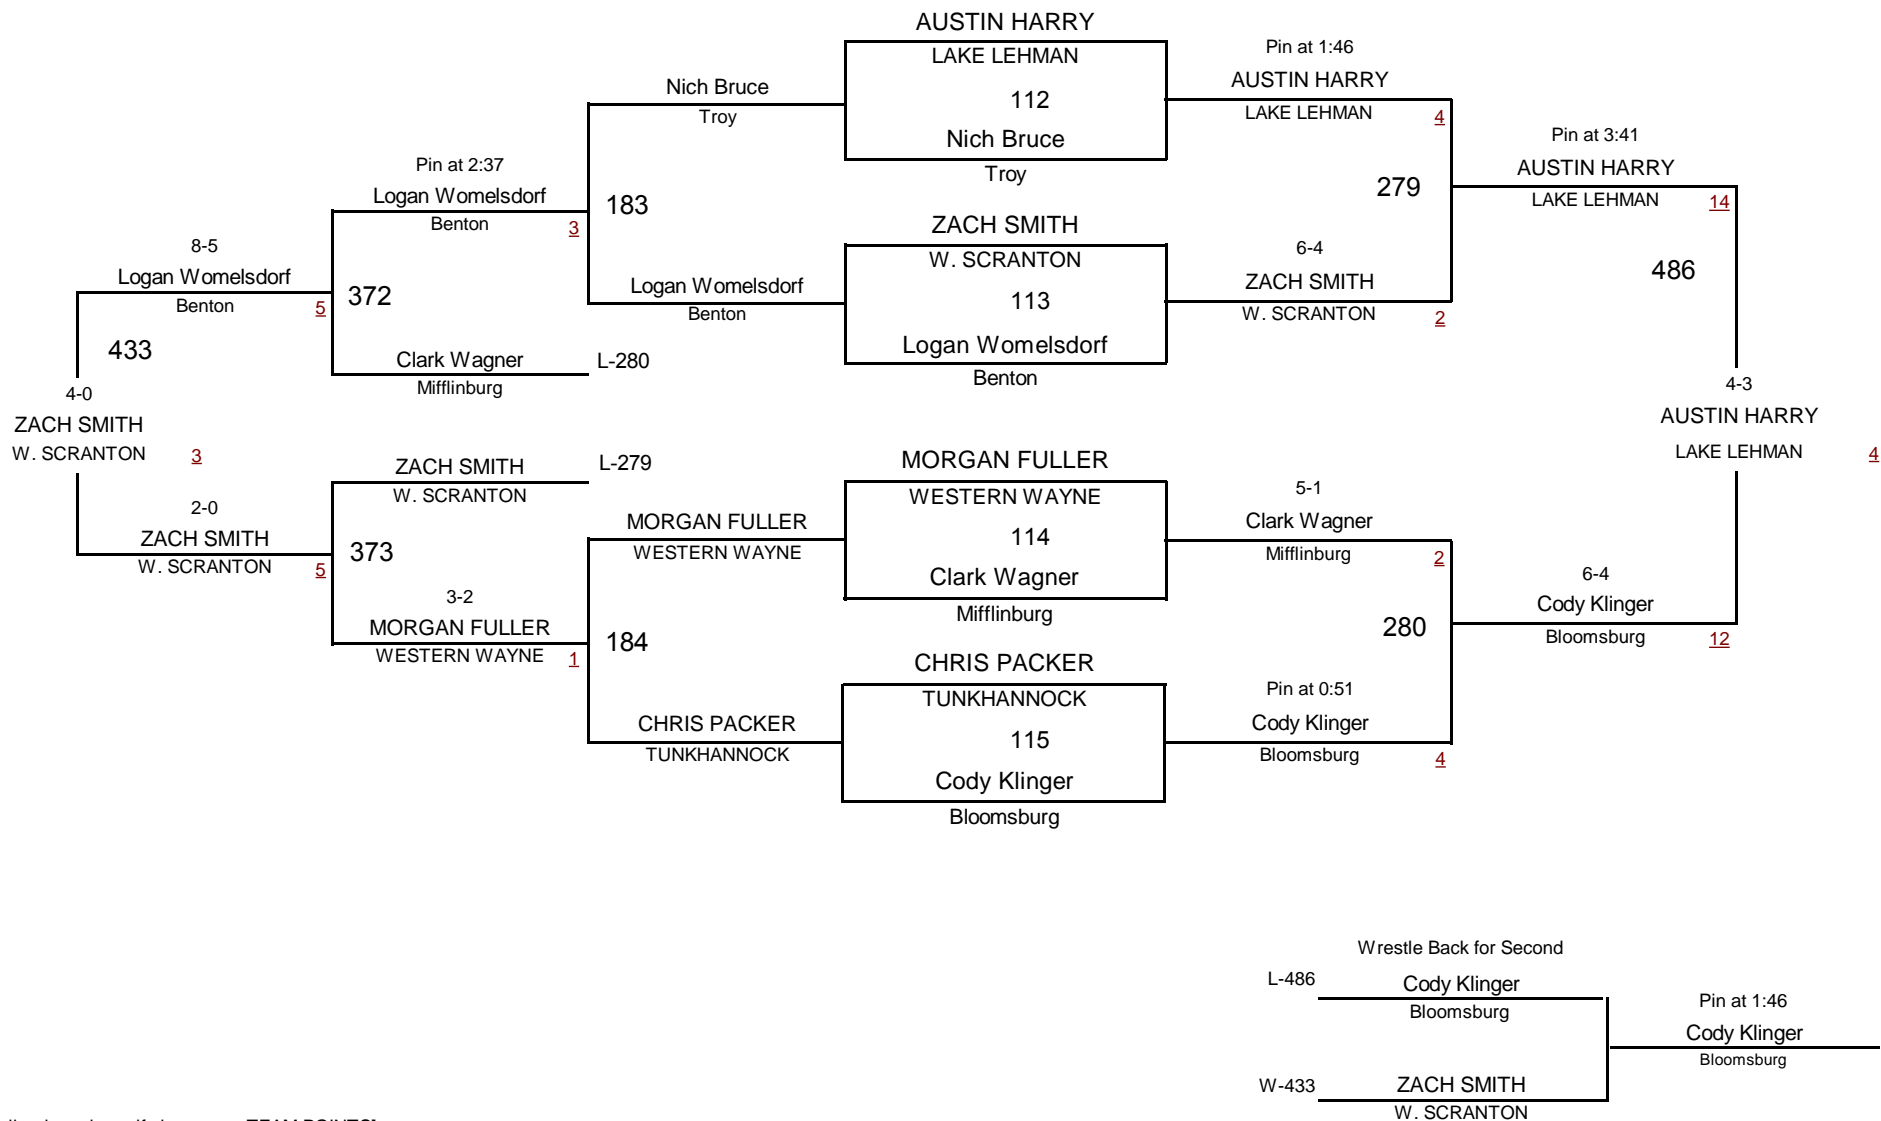 AUSTIN HARRY
LAKE LEHMAN
112
Nich Bruce
Troy
Pin at 1:46
AUSTIN HARRY
LAKE LEHMAN
4
Nich Bruce
Troy
Pin at 3:41
AUSTIN HARRY
LAKE LEHMAN
14
Pin at 2:37
Logan Womelsdorf
Benton
3
183
279
ZACH SMITH
W. SCRANTON
113
Logan Womelsdorf
Benton
6-4
ZACH SMITH
W. SCRANTON
2
486
8-5
Logan Womelsdorf
Benton
5
372
Logan Womelsdorf
Benton
433
Clark Wagner
Mifflinburg
L-280
4-0
ZACH SMITH
W. SCRANTON
3
4-3
AUSTIN HARRY
LAKE LEHMAN
4
ZACH SMITH
W. SCRANTON
L-279
MORGAN FULLER
WESTERN WAYNE
114
Clark Wagner
Mifflinburg
5-1
Clark Wagner
Mifflinburg
2
2-0
ZACH SMITH
W. SCRANTON
5
373
MORGAN FULLER
WESTERN WAYNE
6-4
Cody Klinger
Bloomsburg
12
3-2
MORGAN FULLER
WESTERN WAYNE
1
184
280
CHRIS PACKER
TUNKHANNOCK
115
Cody Klinger
Bloomsburg
Pin at 0:51
Cody Klinger
Bloomsburg
4
CHRIS PACKER
TUNKHANNOCK
Wrestle Back for Second
L-486
Cody Klinger
Bloomsburg
Pin at 1:46
Cody Klinger
Bloomsburg
W-433
ZACH SMITH
W. SCRANTON